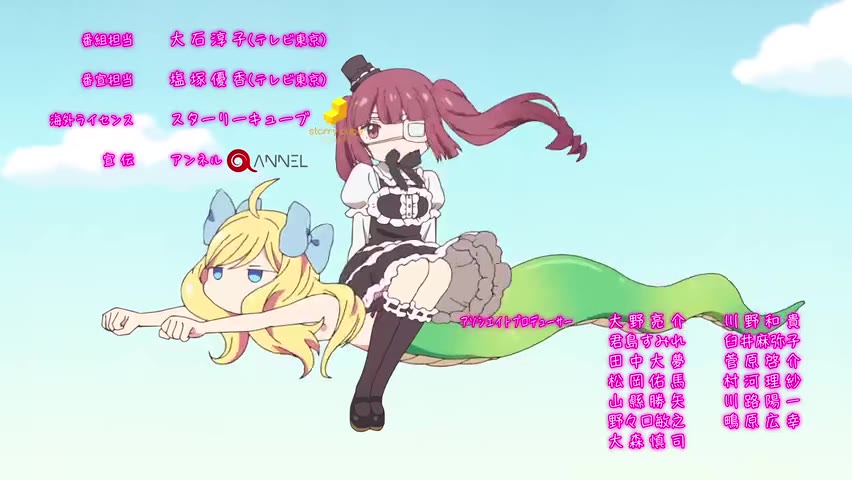 番組担当 大石淳子(テレビ東京)
番宣担当 塩塚優香(テレビ東京)
海外ライセンス スターリーキューブ
starry cube
宣伝 アンネル ANNEL
アソシエイトプロデューサー 大野亮介 川野和貴
君島すみれ 臼井麻弥子
田中大夢 菅原啓介
松岡佑馬 村河理紗
山縣勝矢 川路陽一
野々口敏之 鴫原広幸
大森慎司